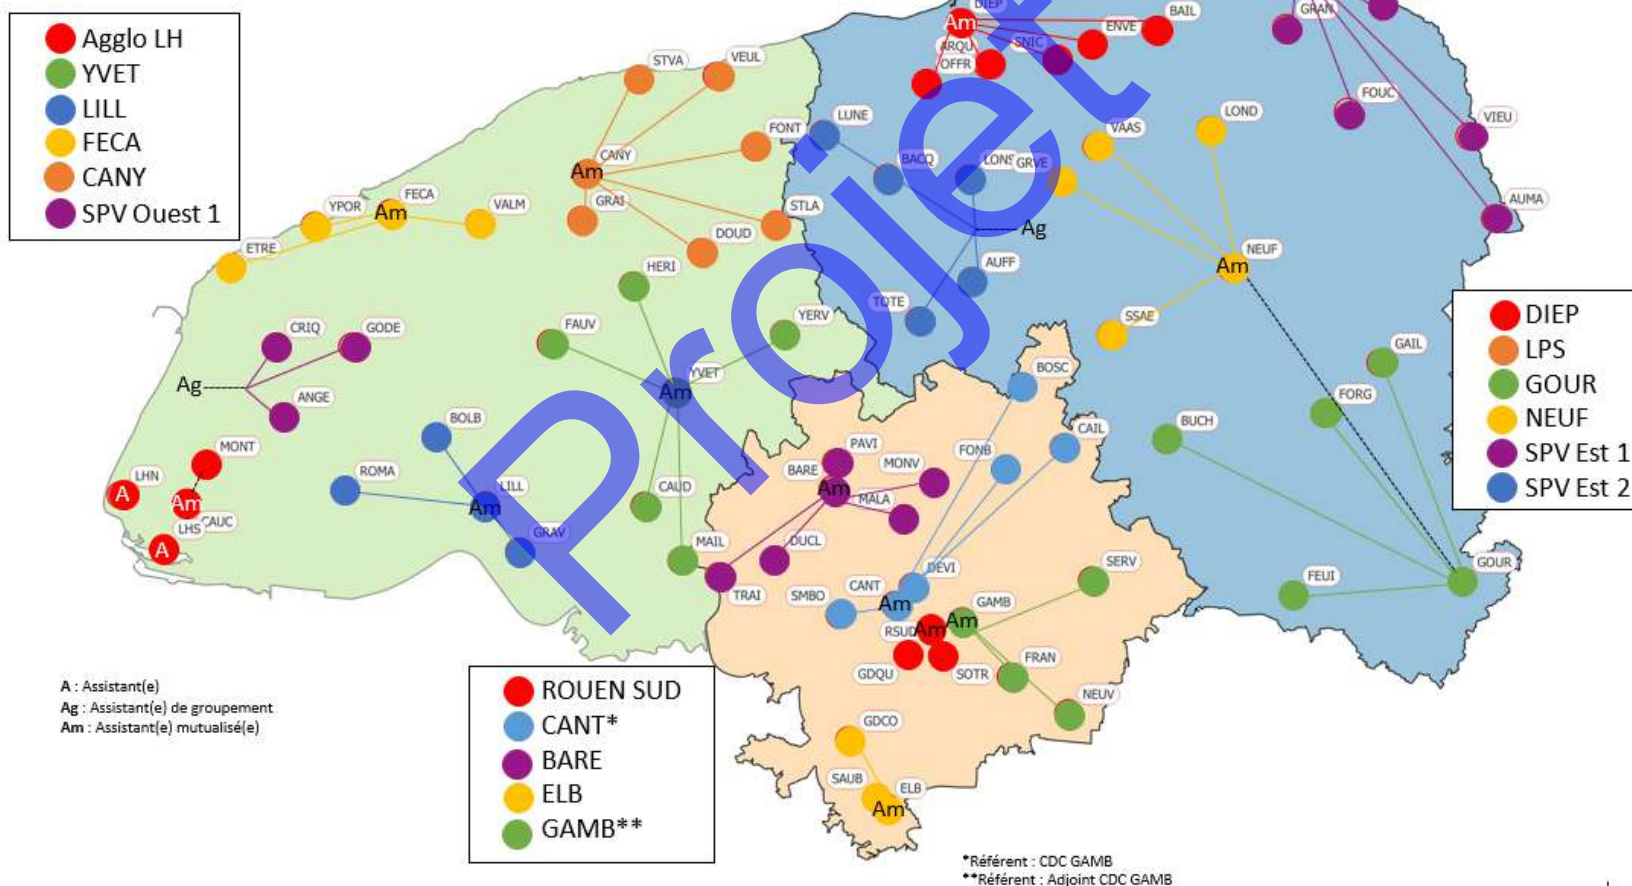 Agglo LH
YVET
LILL
FECA
CANY
SPV Ouest 1
DIEP
Am
BAIL
ENVE
ARQU
SNIC
OFFR
GRAN
FOUC
VIEU
AUMA
STVA
VEUL
FONT
CANY
Am
GRAI
STLA
DOUD
LUNE
BACQ
LONS
GRVE
VAAS
LOND
Ag
AUFF
TOTE
NEUF
Am
SSAE
YPOR
FECA
Am
VALM
ETRE
HERI
FAUV
YERV
YVET
Am
CRIQ
GODE
Ag
ANGE
MONT
LHN
A
Am
CAUC
LHS
A
BOLB
ROMA
LILL
Am
GRAV
CAUD
MAIL
TRAI
BOSC
CAIL
FONB
PAVI
BARE
MONV
Am
MALA
DUCL
DEVI
CANT
SMBO
Am
GAMB
SERV
RSUD
Am
Am
GDQU
SOTR
FRAN
NEUV
GDCO
SAUB
ELB
Am
GAIL
FORG
BUCH
FEUI
GOUR
DIEP
LPS
GOUR
NEUF
SPV Est 1
SPV Est 2
Projet
A : Assistant(e)
Ag : Assistant(e) de groupement
Am : Assistant(e) mutualisé(e)
ROUEN SUD
CANT*
BARE
ELB
GAMB**
*Référent : CDC GAMB
**Référent : Adjoint CDC GAMB